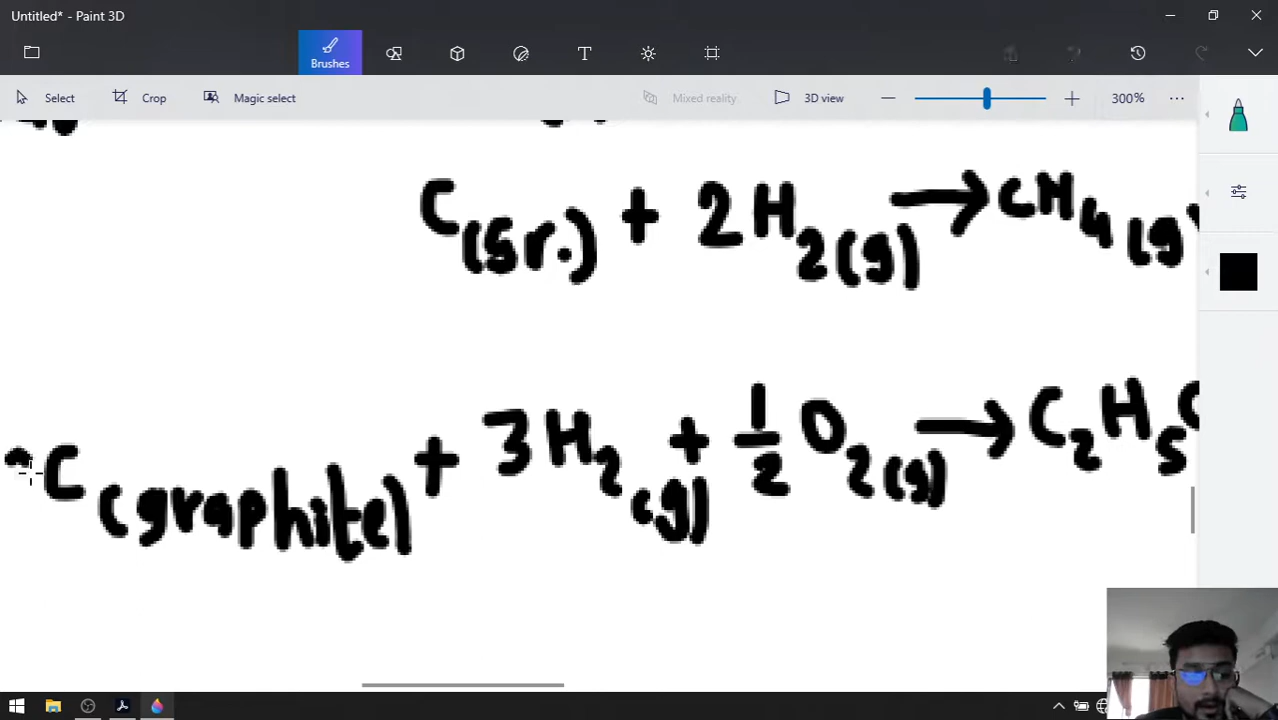 Untitled* - Paint 3D
Brushes
Select Crop Magic select Mixed reality 3D view 300%
C(gr.) + 2H2(g) → CH4(g)
C(graphite) + 3H2(g) + 1/2 O2(g) → C2H5